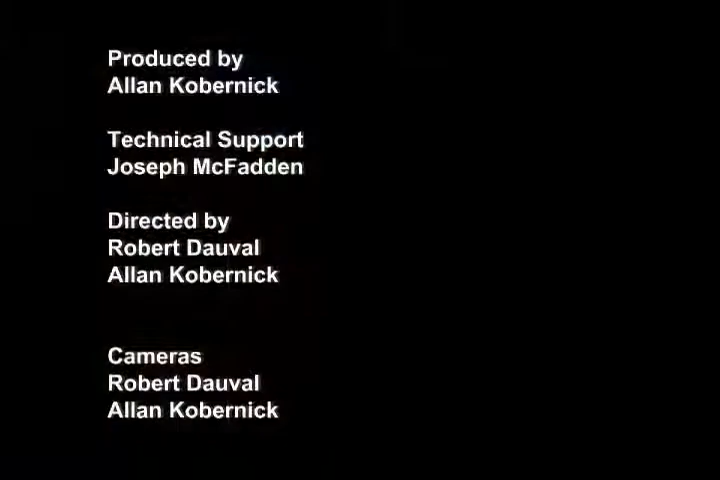 Produced by
Allan Kobernick
Technical Support
Joseph McFadden
Directed by
Robert Dauval
Allan Kobernick
Cameras
Robert Dauval
Allan Kobernick